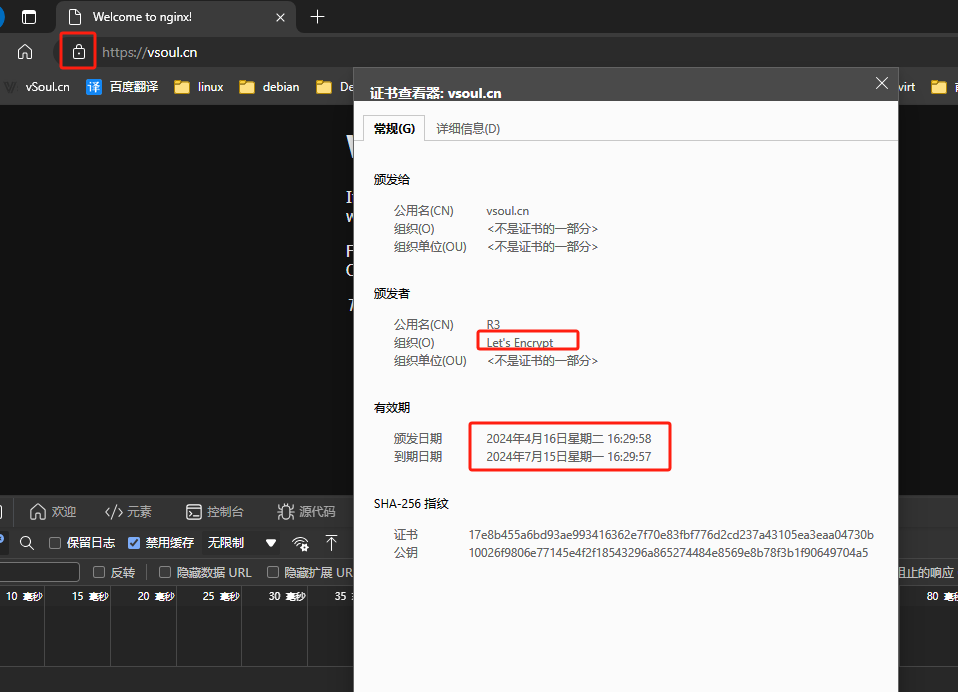 Welcome to nginx!
https://vsoul.cn
vSoul.cn 译 百度翻译 linux debian De virt
证书查看器: vsoul.cn
常规(G) 详细信息(D)
颁发给
公用名(CN) vsoul.cn
组织(O) <不是证书的一部分>
组织单位(OU) <不是证书的一部分>
颁发者
公用名(CN) R3
组织(O) Let's Encrypt
组织单位(OU) <不是证书的一部分>
有效期
颁发日期 2024年4月16日星期二 16:29:58
到期日期 2024年7月15日星期一 16:29:57
SHA-256 指纹
证书 17e8b455a6bd93ae993416362e7f70e83fbf776d2cd237a43105ea3eaa04730b
公钥 10026f9806e77145e4f2f18543296a865274484e8569e8b78f3b1f90649704a5
欢迎 元素 控制台 源代码
保留日志 禁用缓存 无限制
反转 隐藏数据 URL 隐藏扩展 UR 阻止的响应
10 毫秒 15 毫秒 20 毫秒 25 毫秒 30 毫秒 35 80 毫秒